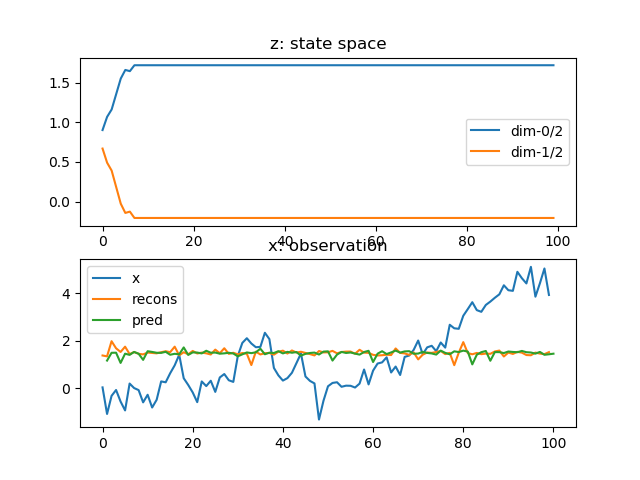 z: state space
1.5
1.0
0.5
0.0
dim-0/2
dim-1/2
0 20 40 60 80 100
x: observation
4
2
0
x
recons
pred
0 20 40 60 80 100